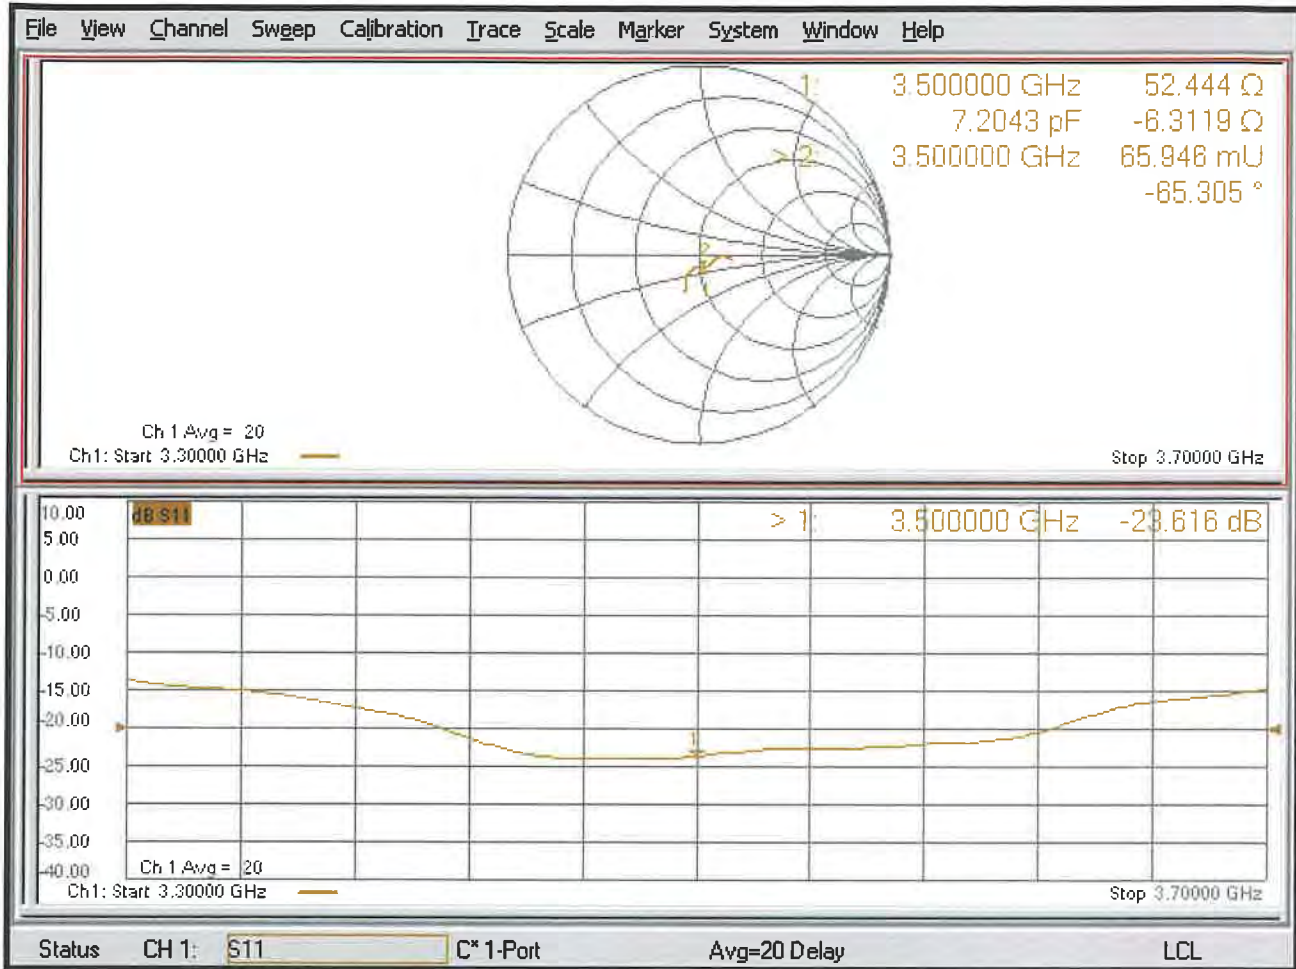 File View Channel Sweep Calibration Trace Scale Marker System Window Help
1: 3.500000 GHz 52.444 Ω
7.2043 pF -6.3119 Ω
> 2: 3.500000 GHz 65.946 mU
-65.305 °
2
1
Ch 1 Avg = 20
Ch1: Start 3.30000 GHz
Stop 3.70000 GHz
10.00
dB S11
> 1: 3.500000 GHz -23.616 dB
5.00
0.00
-5.00
-10.00
-15.00
-20.00
1
-25.00
-30.00
-35.00
-40.00
Ch 1 Avg = 20
Ch1: Start 3.30000 GHz
Stop 3.70000 GHz
Status CH 1: S11 C* 1-Port Avg=20 Delay LCL